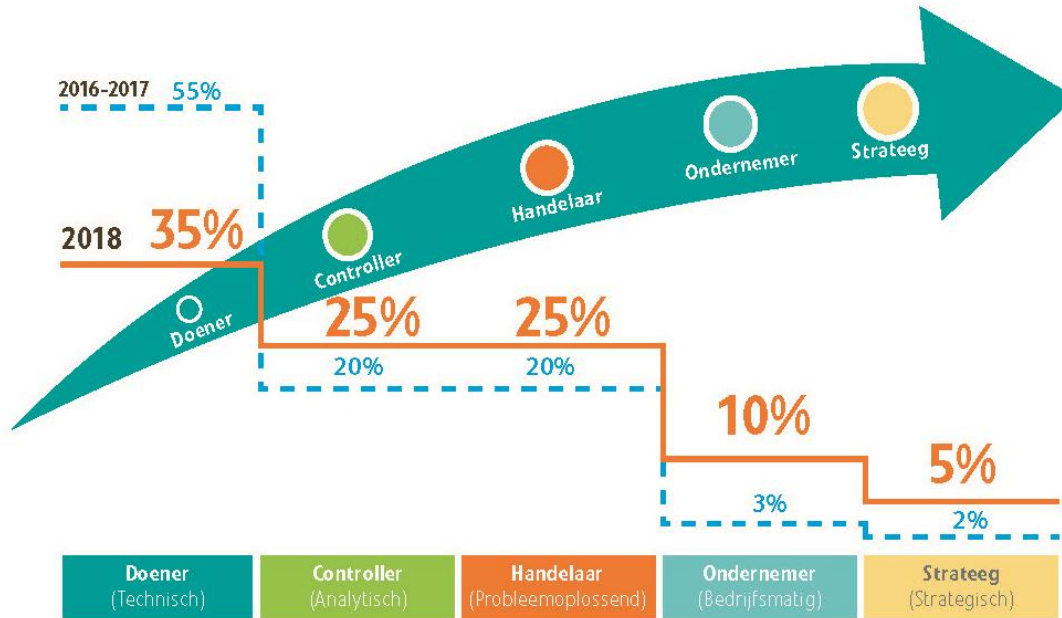 2016-2017 55%
2018 35%
Doener
Controller
Handelaar
Ondernemer
Strateeg
25% 25%
20% 20%
10%
5%
3%
2%
Doener
(Technisch)
Controller
(Analytisch)
Handelaar
(Probleemoplossend)
Ondernemer
(Bedrijfsmatig)
Strateeg
(Strategisch)